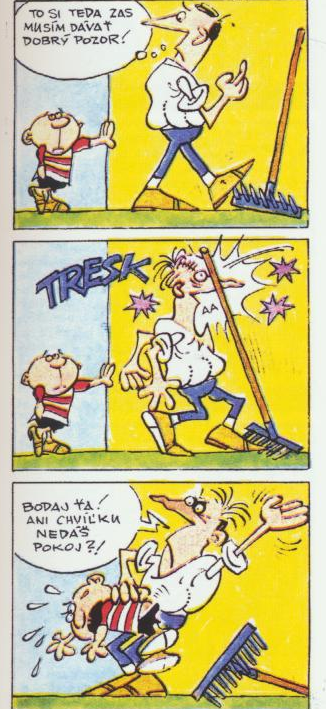 TO SI TEDA ZAS
MUSÍM DÁVAŤ
DOBRÝ POZOR!
TRESK
AA
BODAJ ŤA!
ANI CHVÍĽKU
NEDÁŠ
POKOJ?!